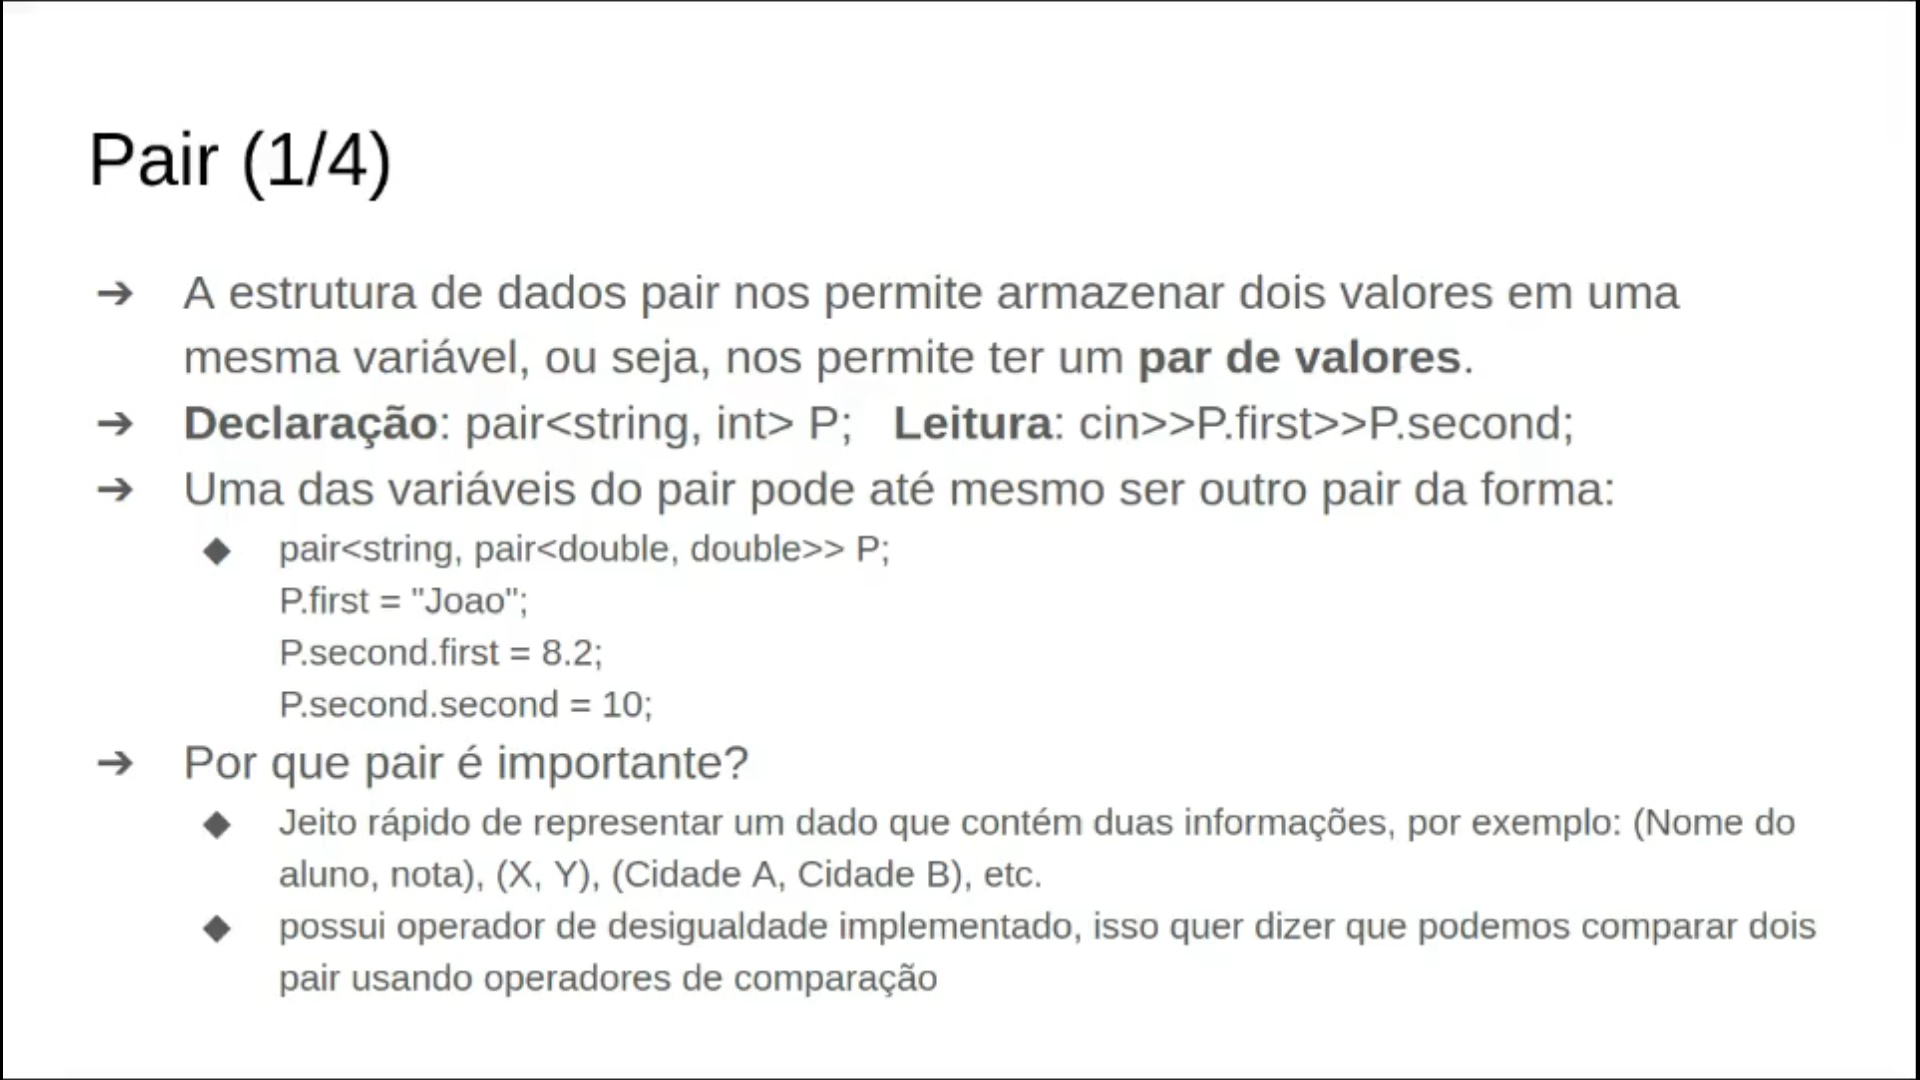 Pair (1/4)
➔ A estrutura de dados pair nos permite armazenar dois valores em uma
mesma variável, ou seja, nos permite ter um par de valores.
➔ Declaração: pair<string, int> P; Leitura: cin>>P.first>>P.second;
➔ Uma das variáveis do pair pode até mesmo ser outro pair da forma:
◆ pair<string, pair<double, double>> P;
P.first = "Joao";
P.second.first = 8.2;
P.second.second = 10;
➔ Por que pair é importante?
◆ Jeito rápido de representar um dado que contém duas informações, por exemplo: (Nome do
aluno, nota), (X, Y), (Cidade A, Cidade B), etc.
◆ possui operador de desigualdade implementado, isso quer dizer que podemos comparar dois
pair usando operadores de comparação